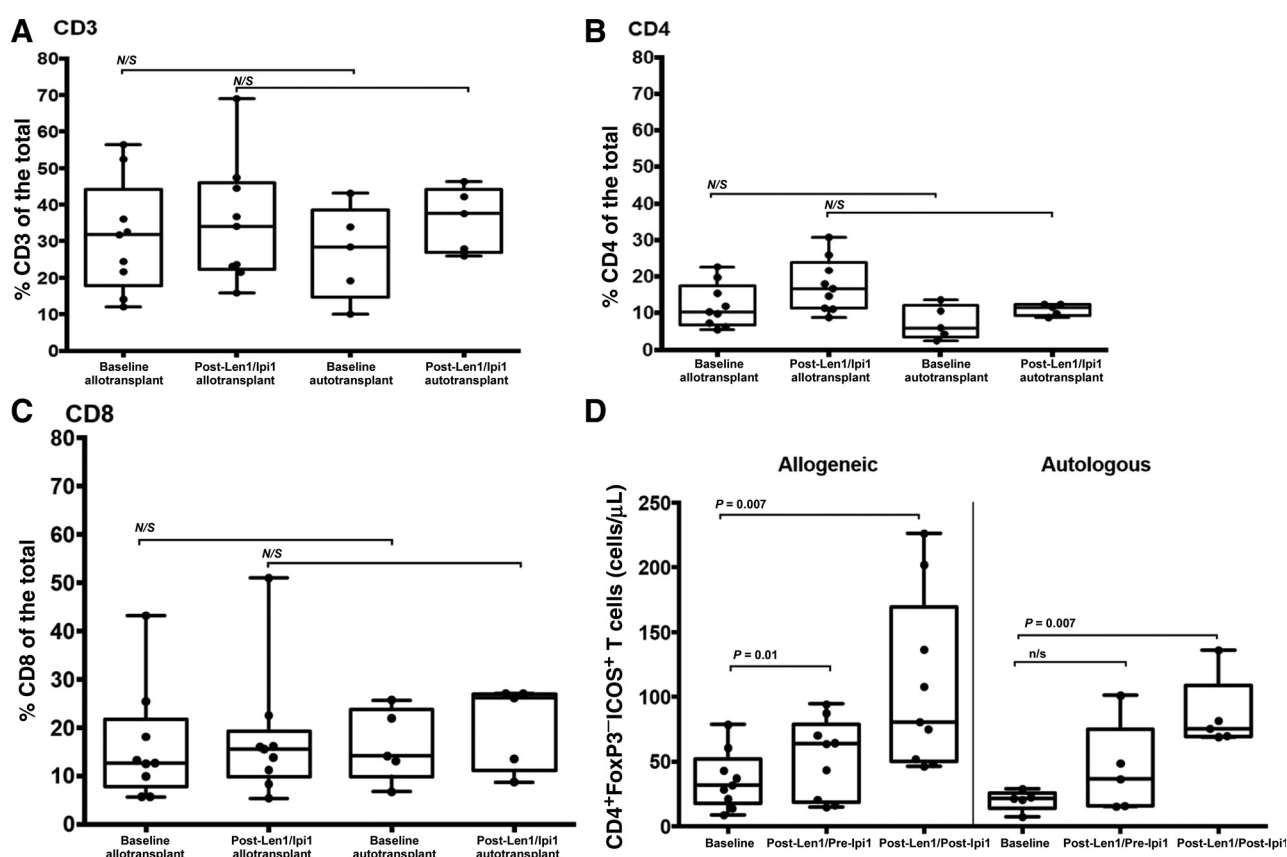 A CD3
% CD3 of the total
80
70
60
50
40
30
20
10
0
N/S
N/S
Baseline
allotransplant
Post-Len1/Ipi1
allotransplant
Baseline
autotransplant
Post-Len1/Ipi1
autotransplant
B CD4
% CD4 of the total
80
70
60
50
40
30
20
10
0
N/S
N/S
Baseline
allotransplant
Post-Len1/Ipi1
allotransplant
Baseline
autotransplant
Post-Len1/Ipi1
autotransplant
C CD8
% CD8 of the total
80
70
60
50
40
30
20
10
0
N/S
N/S
Baseline
allotransplant
Post-Len1/Ipi1
allotransplant
Baseline
autotransplant
Post-Len1/Ipi1
autotransplant
D
Allogeneic
Autologous
CD4⁺FoxP3⁻ICOS⁺ T cells (cells/μL)
250
200
150
100
50
0
P = 0.007
P = 0.01
P = 0.007
n/s
Baseline
Post-Len1/Pre-Ipi1
Post-Len1/Post-Ipi1
Baseline
Post-Len1/Pre-Ipi1
Post-Len1/Post-Ipi1